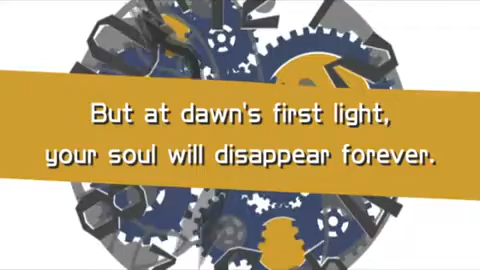 But at dawn's first light,
your soul will disappear forever.